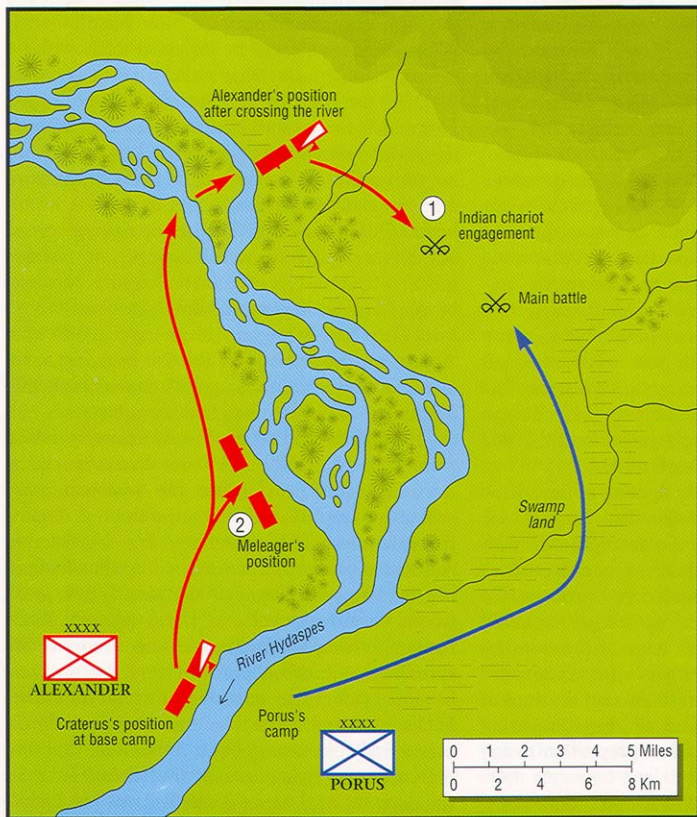 Alexander's position
after crossing the river
1
Indian chariot
engagement
Main battle
Swamp
land
2
Meleager's
position
River Hydaspes
XXXX
ALEXANDER
Craterus's position
at base camp
Porus's
camp
XXXX
PORUS
0 1 2 3 4 5 Miles
0 2 4 6 8 Km